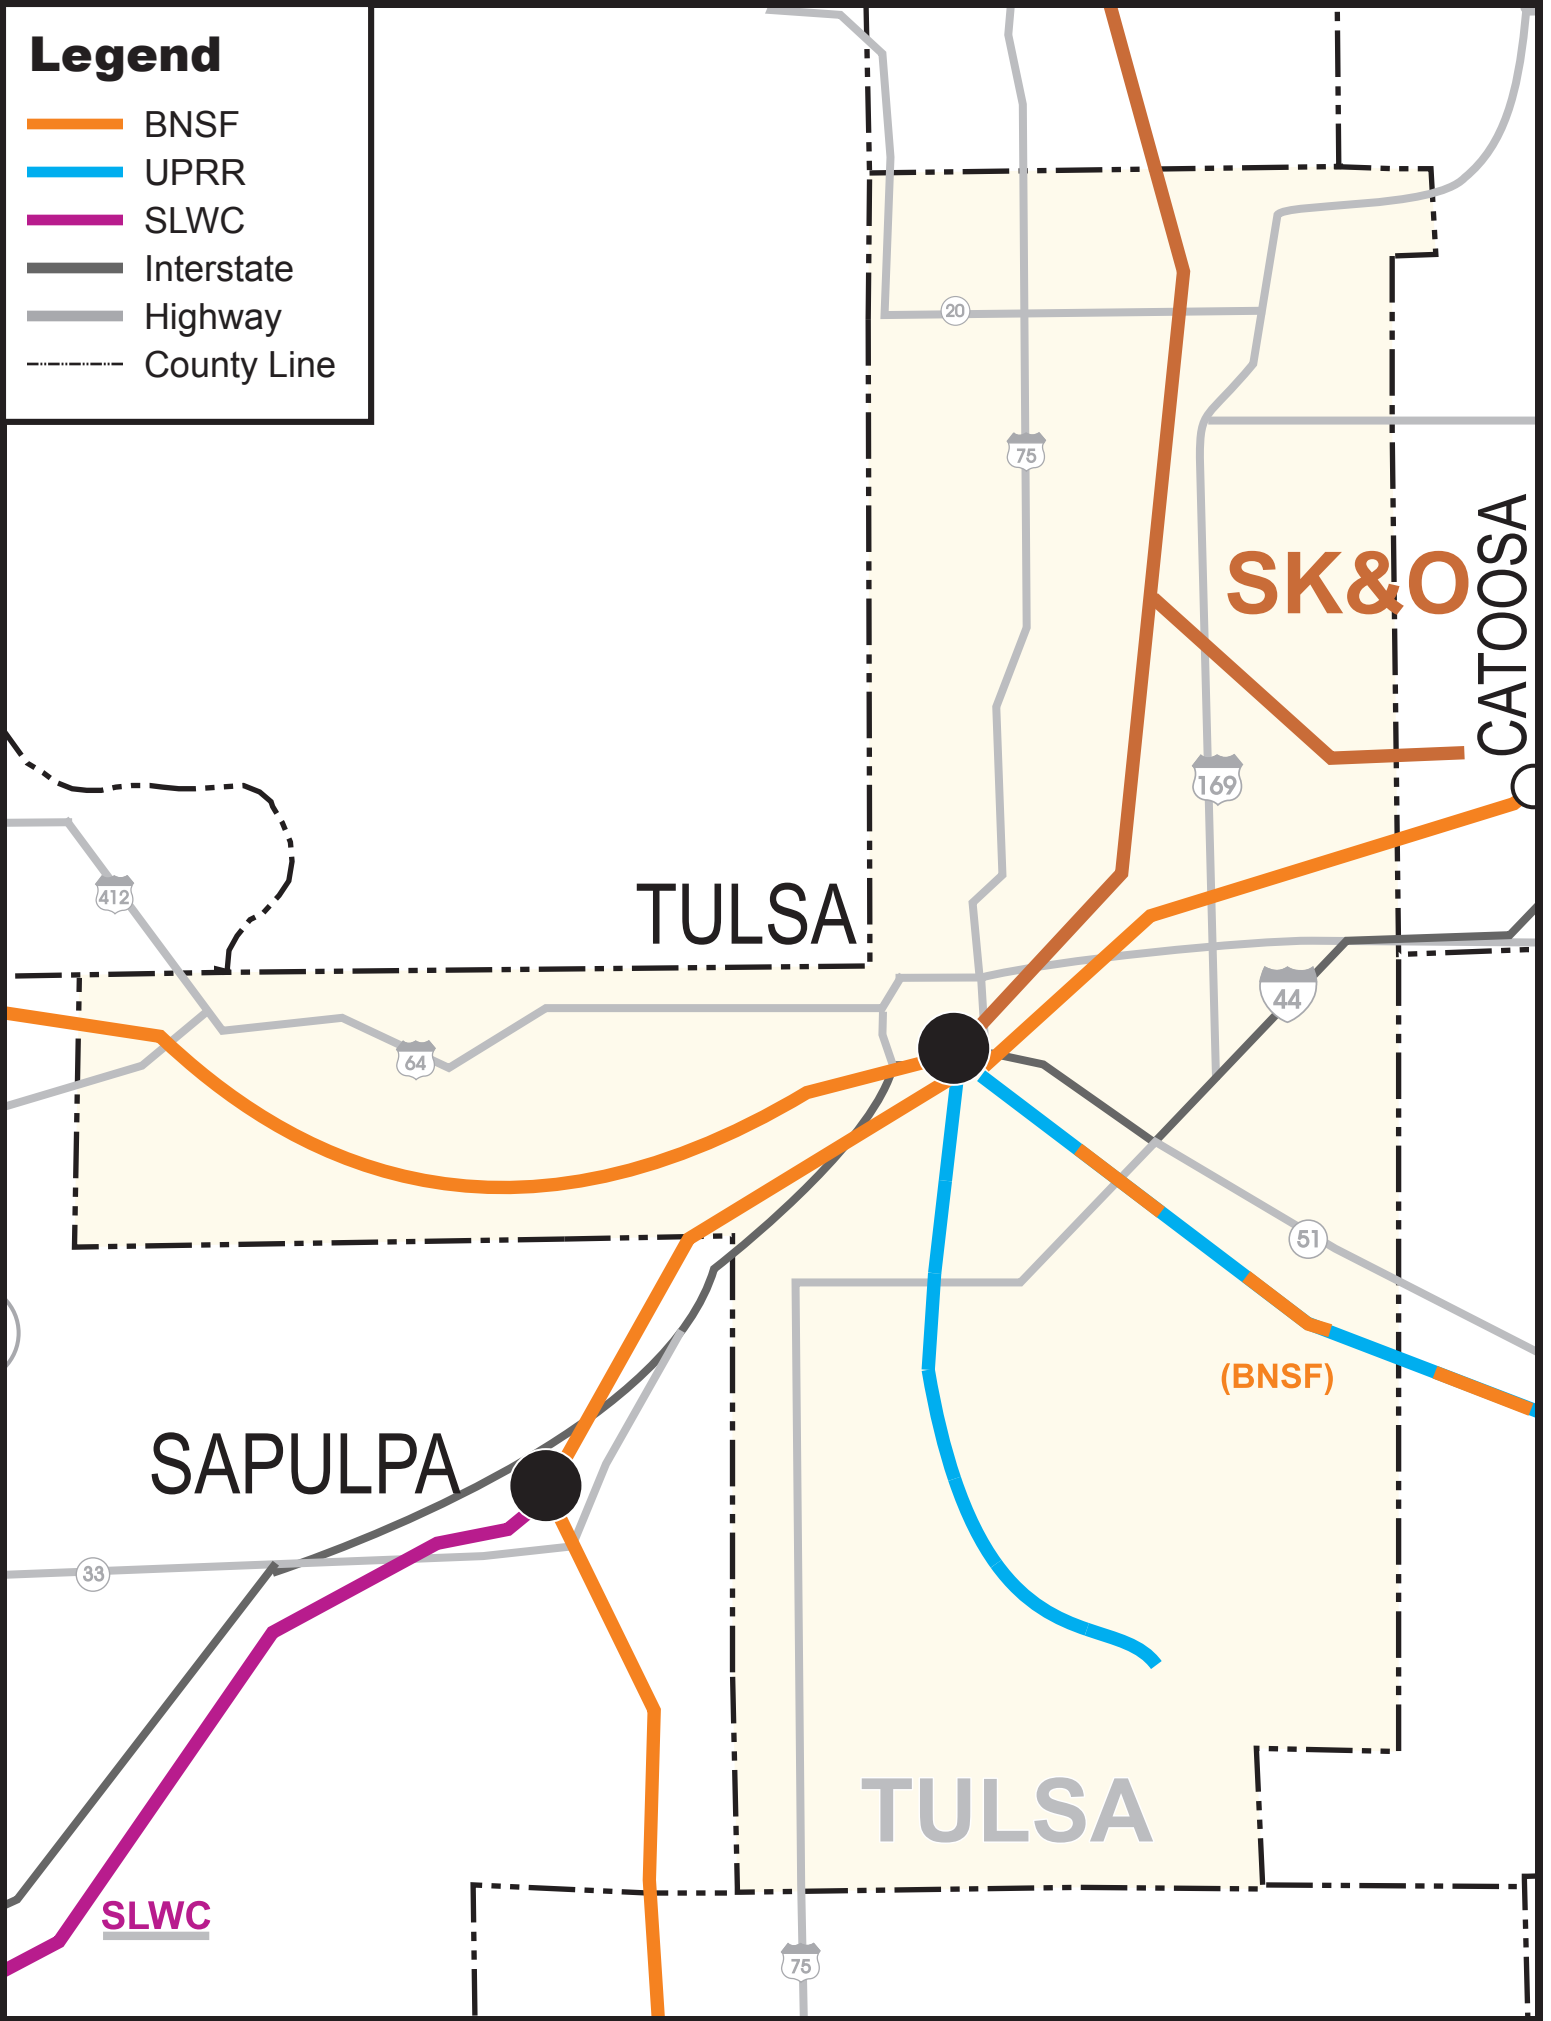 Legend
BNSF
UPRR
SLWC
Interstate
Highway
County Line
20
75
SK&O
CATOOSA
169
412
TULSA
44
64
51
(BNSF)
SAPULPA
33
TULSA
SLWC
75